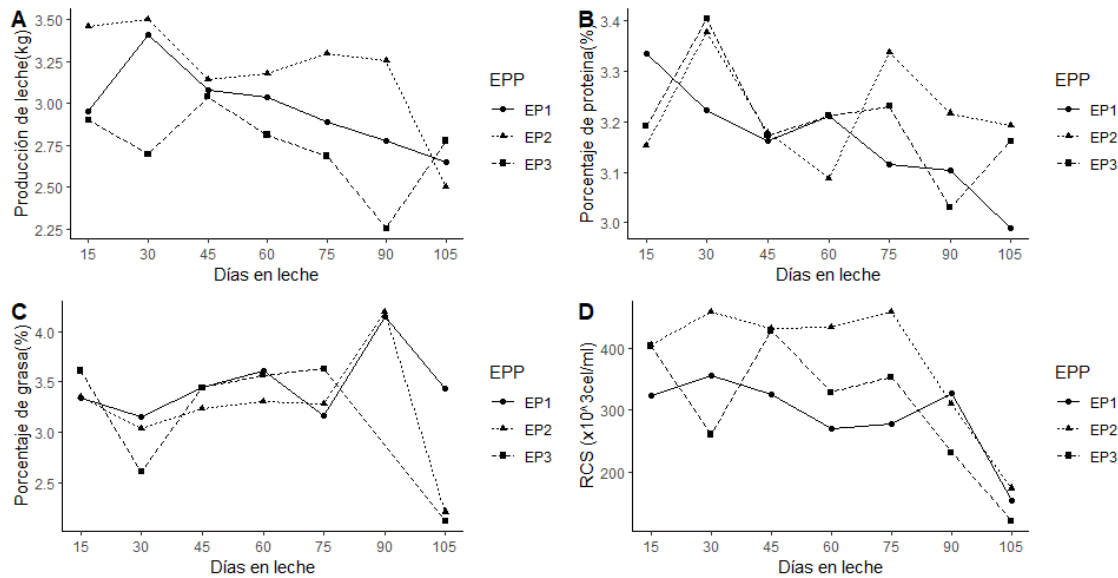 A
Producción de leche(kg)
3.50
3.25
3.00
2.75
2.50
2.25
15 30 45 60 75 90 105
Días en leche
EPP
EP1
EP2
EP3
B
Porcentaje de proteina(%)
3.4
3.3
3.2
3.1
3.0
15 30 45 60 75 90 105
Días en leche
EPP
EP1
EP2
EP3
C
Porcentaje de grasa(%)
4.0
3.5
3.0
2.5
15 30 45 60 75 90 105
Días en leche
EPP
EP1
EP2
EP3
D
RCS (x10^3cel/ml)
400
300
200
15 30 45 60 75 90 105
Días en leche
EPP
EP1
EP2
EP3